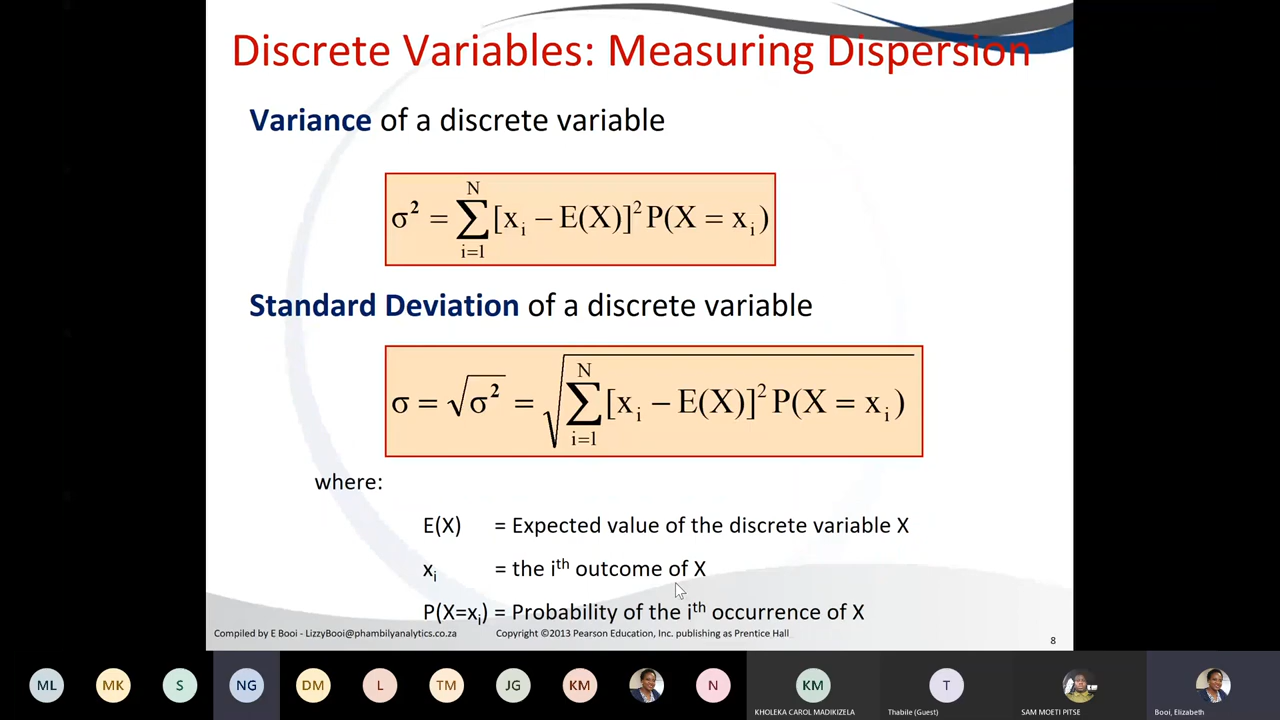 Discrete Variables: Measuring Dispersion
Variance of a discrete variable
σ² = ∑_{i=1}^{N} [x_i − E(X)]² P(X = x_i)
Standard Deviation of a discrete variable
σ = √σ² = √(∑_{i=1}^{N} [x_i − E(X)]² P(X = x_i))
where:
E(X) = Expected value of the discrete variable X
x_i = the i^th outcome of X
P(X=x_i) = Probability of the i^th occurrence of X
Compiled by E Booi - LizzyBooi@phambilyanalytics.co.za Copyright ©2013 Pearson Education, Inc. publishing as Prentice Hall 8
ML MK S NG DM L TM JG KM N KM T
KHOLEKA CAROL MADIKIZELA Thabile (Guest) SAM MOETI PITSE Booi, Elizabeth